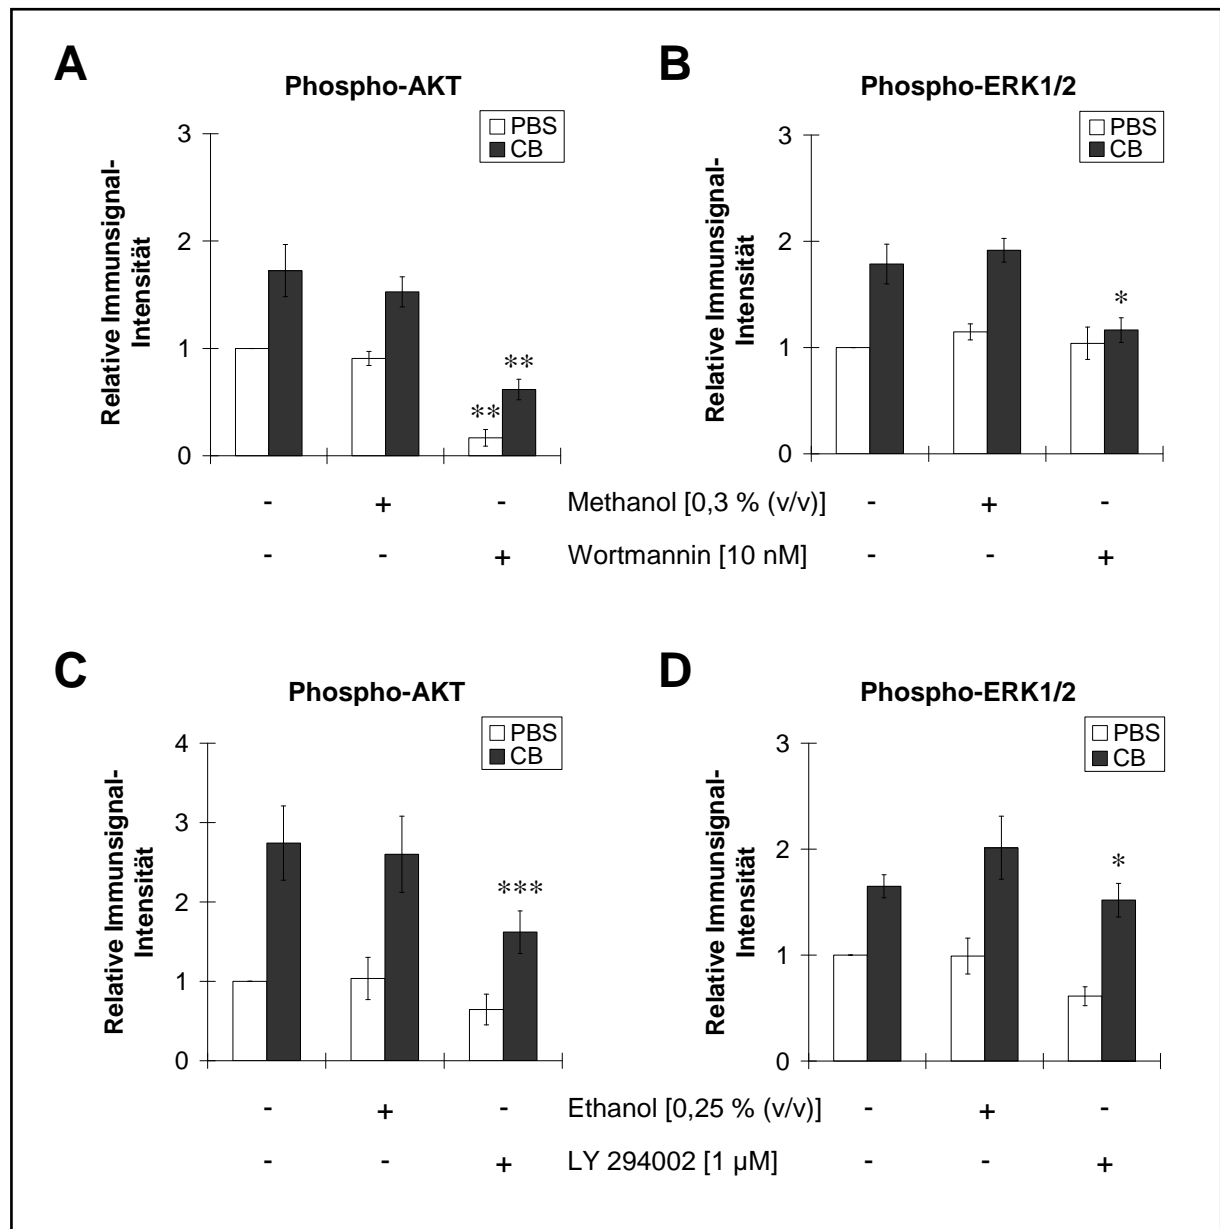 A
Phospho-AKT
PBS
CB
Relative Immunsignal-
Intensität
3
2
1
0
**
**
B
Phospho-ERK1/2
PBS
CB
Relative Immunsignal-
Intensität
3
2
1
0
*
- + - Methanol [0,3 % (v/v)] - + -
- - + Wortmannin [10 nM] - - +
C
Phospho-AKT
PBS
CB
Relative Immunsignal-
Intensität
4
3
2
1
0
***
D
Phospho-ERK1/2
PBS
CB
Relative Immunsignal-
Intensität
3
2
1
0
*
- + - Ethanol [0,25 % (v/v)] - + -
- - + LY 294002 [1 µM] - - +